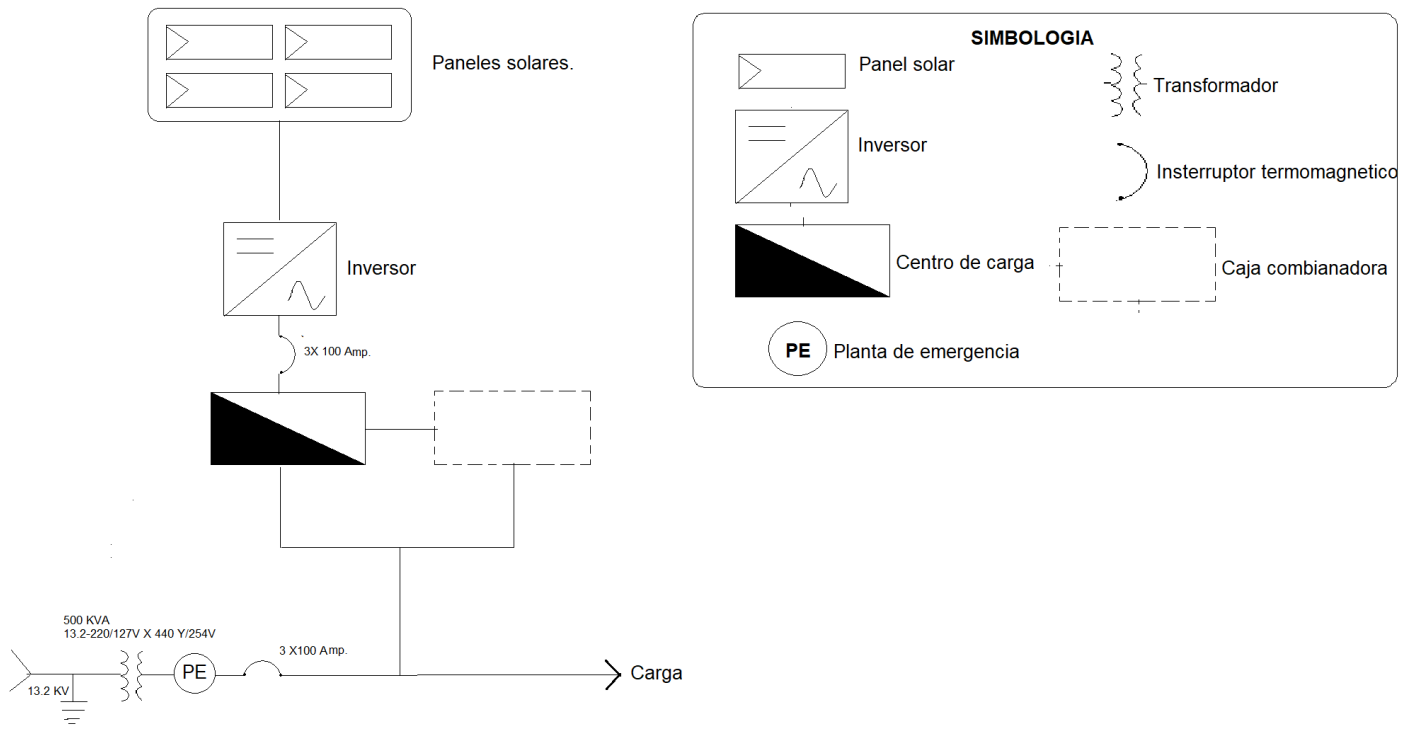 Paneles solares.
Inversor
3X 100 Amp.
500 KVA
13.2-220/127V X 440 Y/254V
13.2 KV
PE
3 X100 Amp.
Carga
SIMBOLOGIA
Panel solar
Transformador
Inversor
Insterruptor termomagnetico
Centro de carga
Caja combianadora
PE
Planta de emergencia